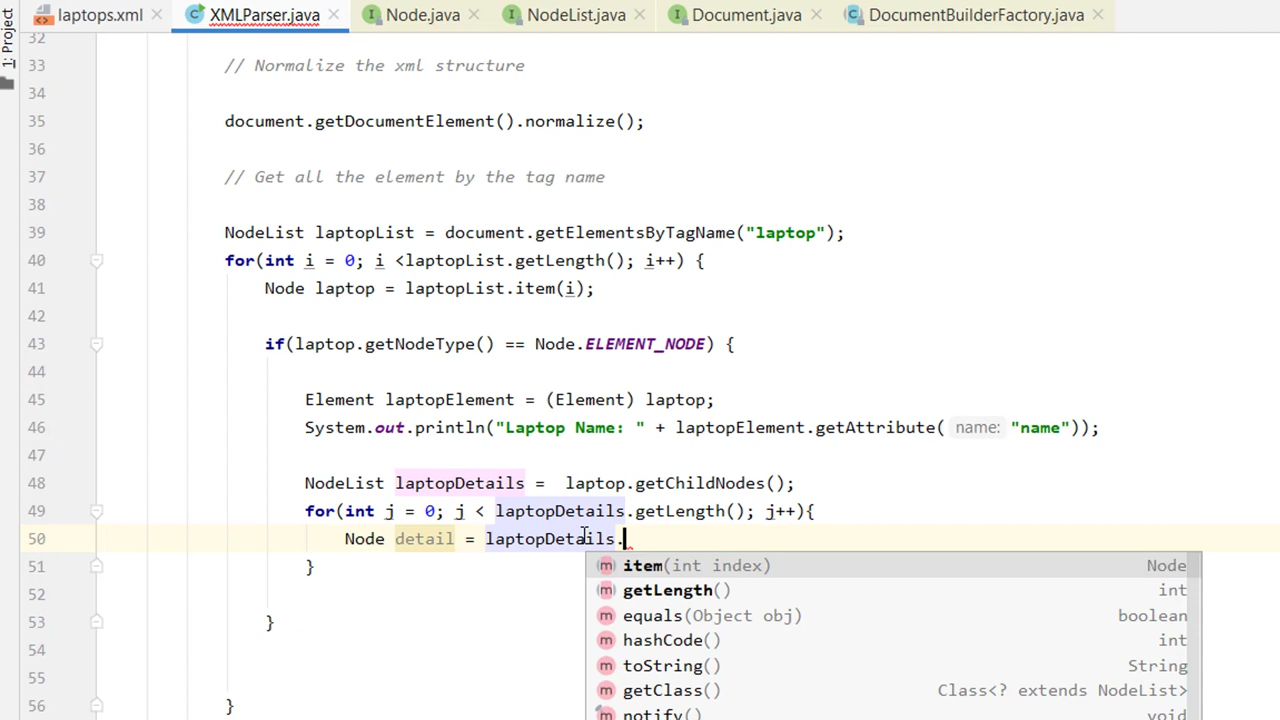 laptops.xml XMLParser.java Node.java NodeList.java Document.java DocumentBuilderFactory.java
1: Project
32
33 // Normalize the xml structure
34
35 document.getDocumentElement().normalize();
36
37 // Get all the element by the tag name
38
39 NodeList laptopList = document.getElementsByTagName("laptop");
40 for(int i = 0; i <laptopList.getLength(); i++) {
41 Node laptop = laptopList.item(i);
42
43 if(laptop.getNodeType() == Node.ELEMENT_NODE) {
44
45 Element laptopElement = (Element) laptop;
46 System.out.println("Laptop Name: " + laptopElement.getAttribute( name: "name"));
47
48 NodeList laptopDetails =  laptop.getChildNodes();
49 for(int j = 0; j < laptopDetails.getLength(); j++){
50 Node detail = laptopDetails.
51 }
item(int index) Node
52
getLength() int
53 }
equals(Object obj) boolean
54
hashCode() int
55
toString() String
getClass() Class<? extends NodeList>
56 }
notify() void